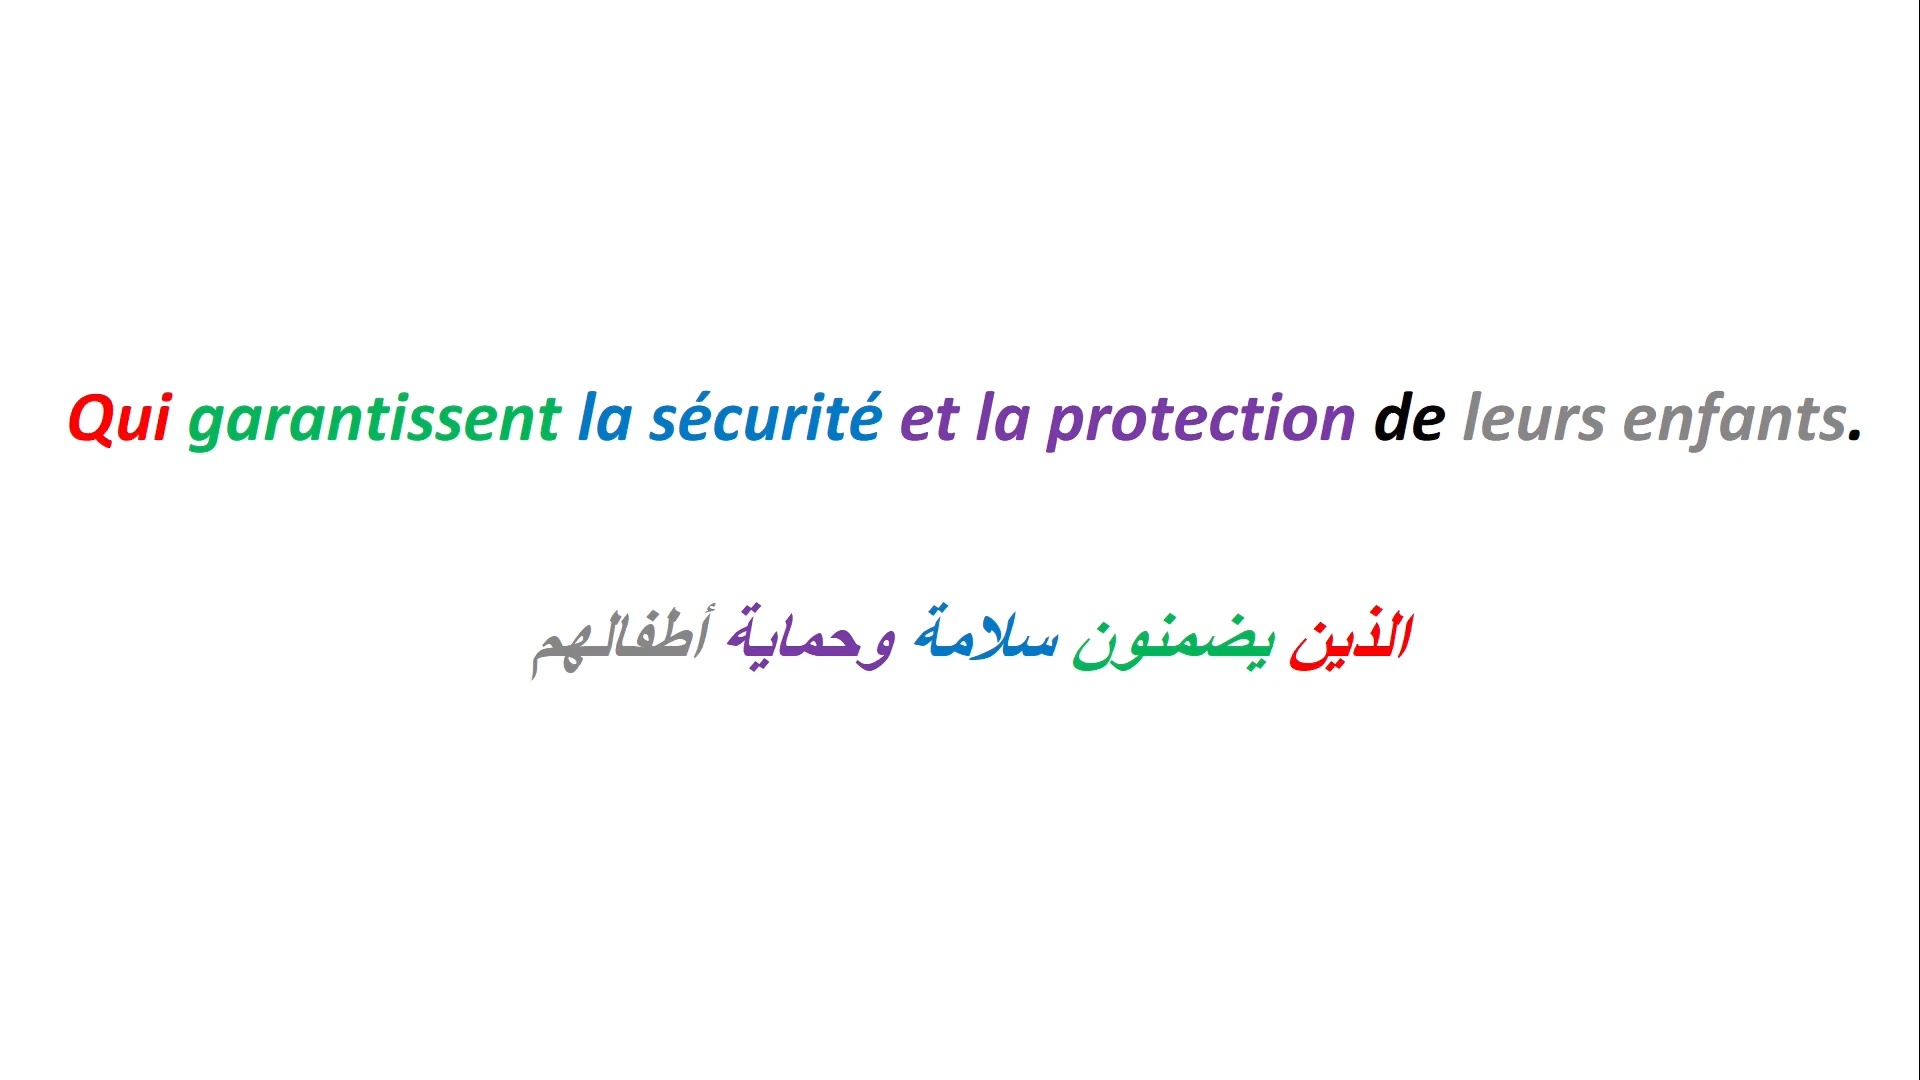 Qui garantissent la sécurité et la protection de leurs enfants.
الذين يضمنون سلامة وحماية أطفالهم